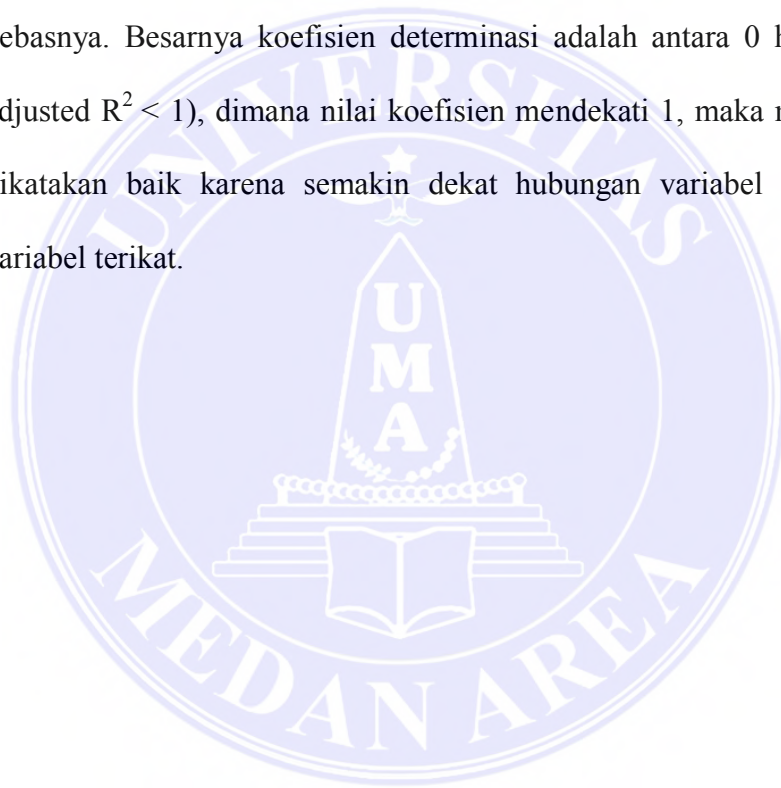 ebasnya. Besarnya koefisien determinasi adalah antara 0 h
djusted R² < 1), dimana nilai koefisien mendekati 1, maka
ikatakan baik karena semakin dekat hubungan variabel
ariabel terikat.
UNIVERSITAS
U
M
A
MEDAN AREA